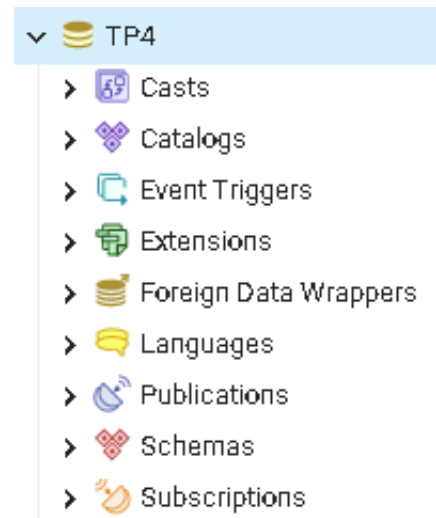 TP4
Casts
Catalogs
Event Triggers
Extensions
Foreign Data Wrappers
Languages
Publications
Schemas
Subscriptions